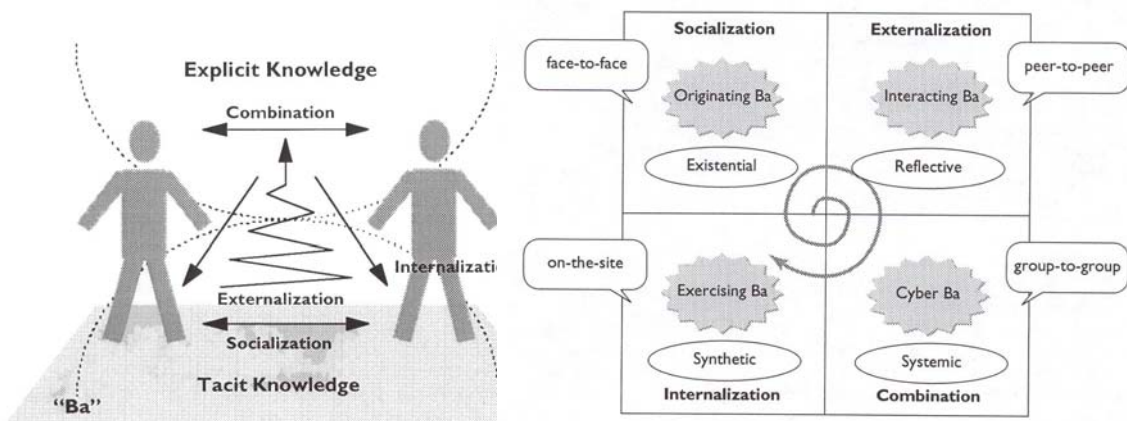 Explicit Knowledge
Combination
Internalizatio
Externalization
Socialization
Tacit Knowledge
“Ba”
Socialization
Externalization
face-to-face
peer-to-peer
Originating Ba
Interacting Ba
Existential
Reflective
on-the-site
group-to-group
Exercising Ba
Cyber Ba
Synthetic
Systemic
Internalization
Combination